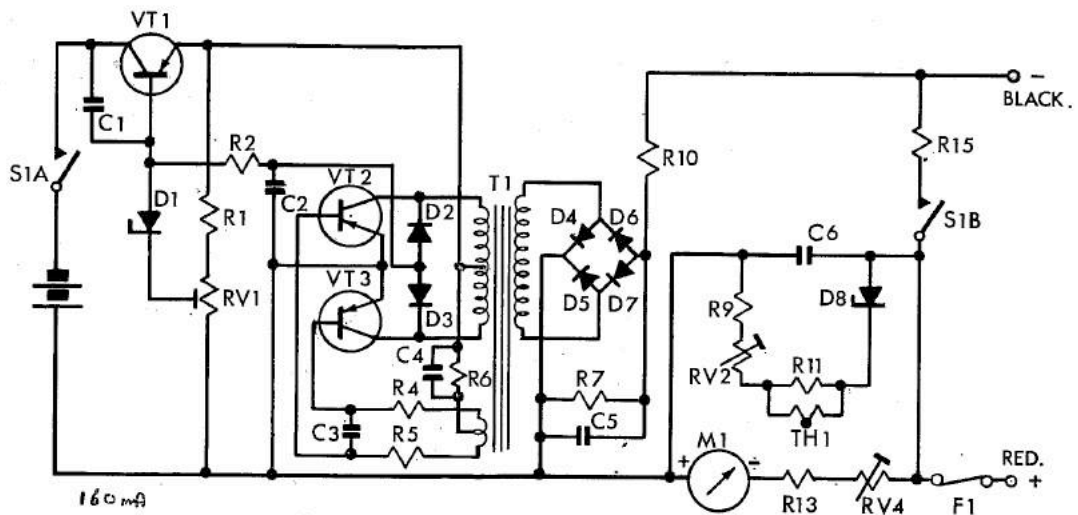 VT1
C1
S1A
R2
D1
R1
C2
VT2
D2
T1
RV1
VT3
D3
C4
R6
R4
C3
R5
D4
D6
D5
D7
R7
C5
R10
-
BLACK.
R15
S1B
C6
D8
R9
RV2
R11
TH1
+
M1
÷
R13
RV4
F1
RED.
+
160 mA